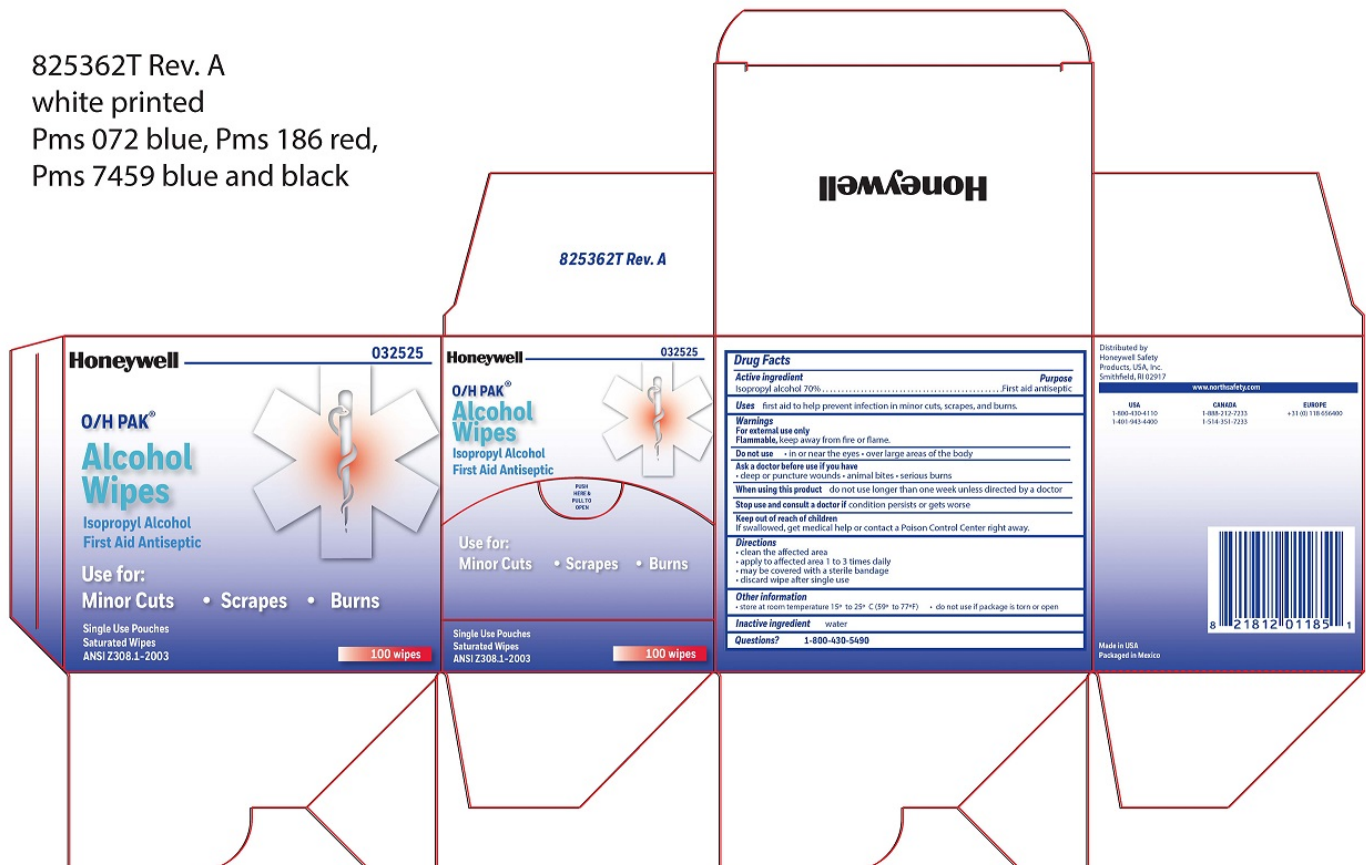 825362T Rev. A
white printed
Pms 072 blue, Pms 186 red,
Pms 7459 blue and black
Honeywell
825362T Rev. A
Honeywell 032525
O/H PAK®
Alcohol
Wipes
Isopropyl Alcohol
First Aid Antiseptic
Use for:
Minor Cuts • Scrapes • Burns
Single Use Pouches
Saturated Wipes
ANSI Z308.1-2003
100 wipes
Honeywell 032525
O/H PAK®
Alcohol
Wipes
Isopropyl Alcohol
First Aid Antiseptic
PUSH
HERE &
PULL TO
OPEN
Use for:
Minor Cuts • Scrapes • Burns
Single Use Pouches
Saturated Wipes
ANSI Z308.1-2003
100 wipes
Drug Facts
Active ingredient Purpose
Isopropyl alcohol 70%..............................................First aid antiseptic
Uses first aid to help prevent infection in minor cuts, scrapes, and burns.
Warnings
For external use only
Flammable, keep away from fire or flame.
Do not use • in or near the eyes • over large areas of the body
Ask a doctor before use if you have
• deep or puncture wounds • animal bites • serious burns
When using this product do not use longer than one week unless directed by a doctor
Stop use and consult a doctor if condition persists or gets worse
Keep out of reach of children
If swallowed, get medical help or contact a Poison Control Center right away.
Directions
• clean the affected area
• apply to affected area 1 to 3 times daily
• may be covered with a sterile bandage
• discard wipe after single use
Other information
• store at room temperature 15° to 25° C (59° to 77°F) • do not use if package is torn or open
Inactive ingredient water
Questions? 1-800-430-5490
Distributed by
Honeywell Safety
Products, USA, Inc.
Smithfield, RI 02917
www.northsafety.com
USA CANADA EUROPE
1-800-430-4110 1-888-212-7233 +31 (0) 118 656400
1-401-943-4400 1-514-351-7233
8 21812 01185 1
Made in USA
Packaged in Mexico